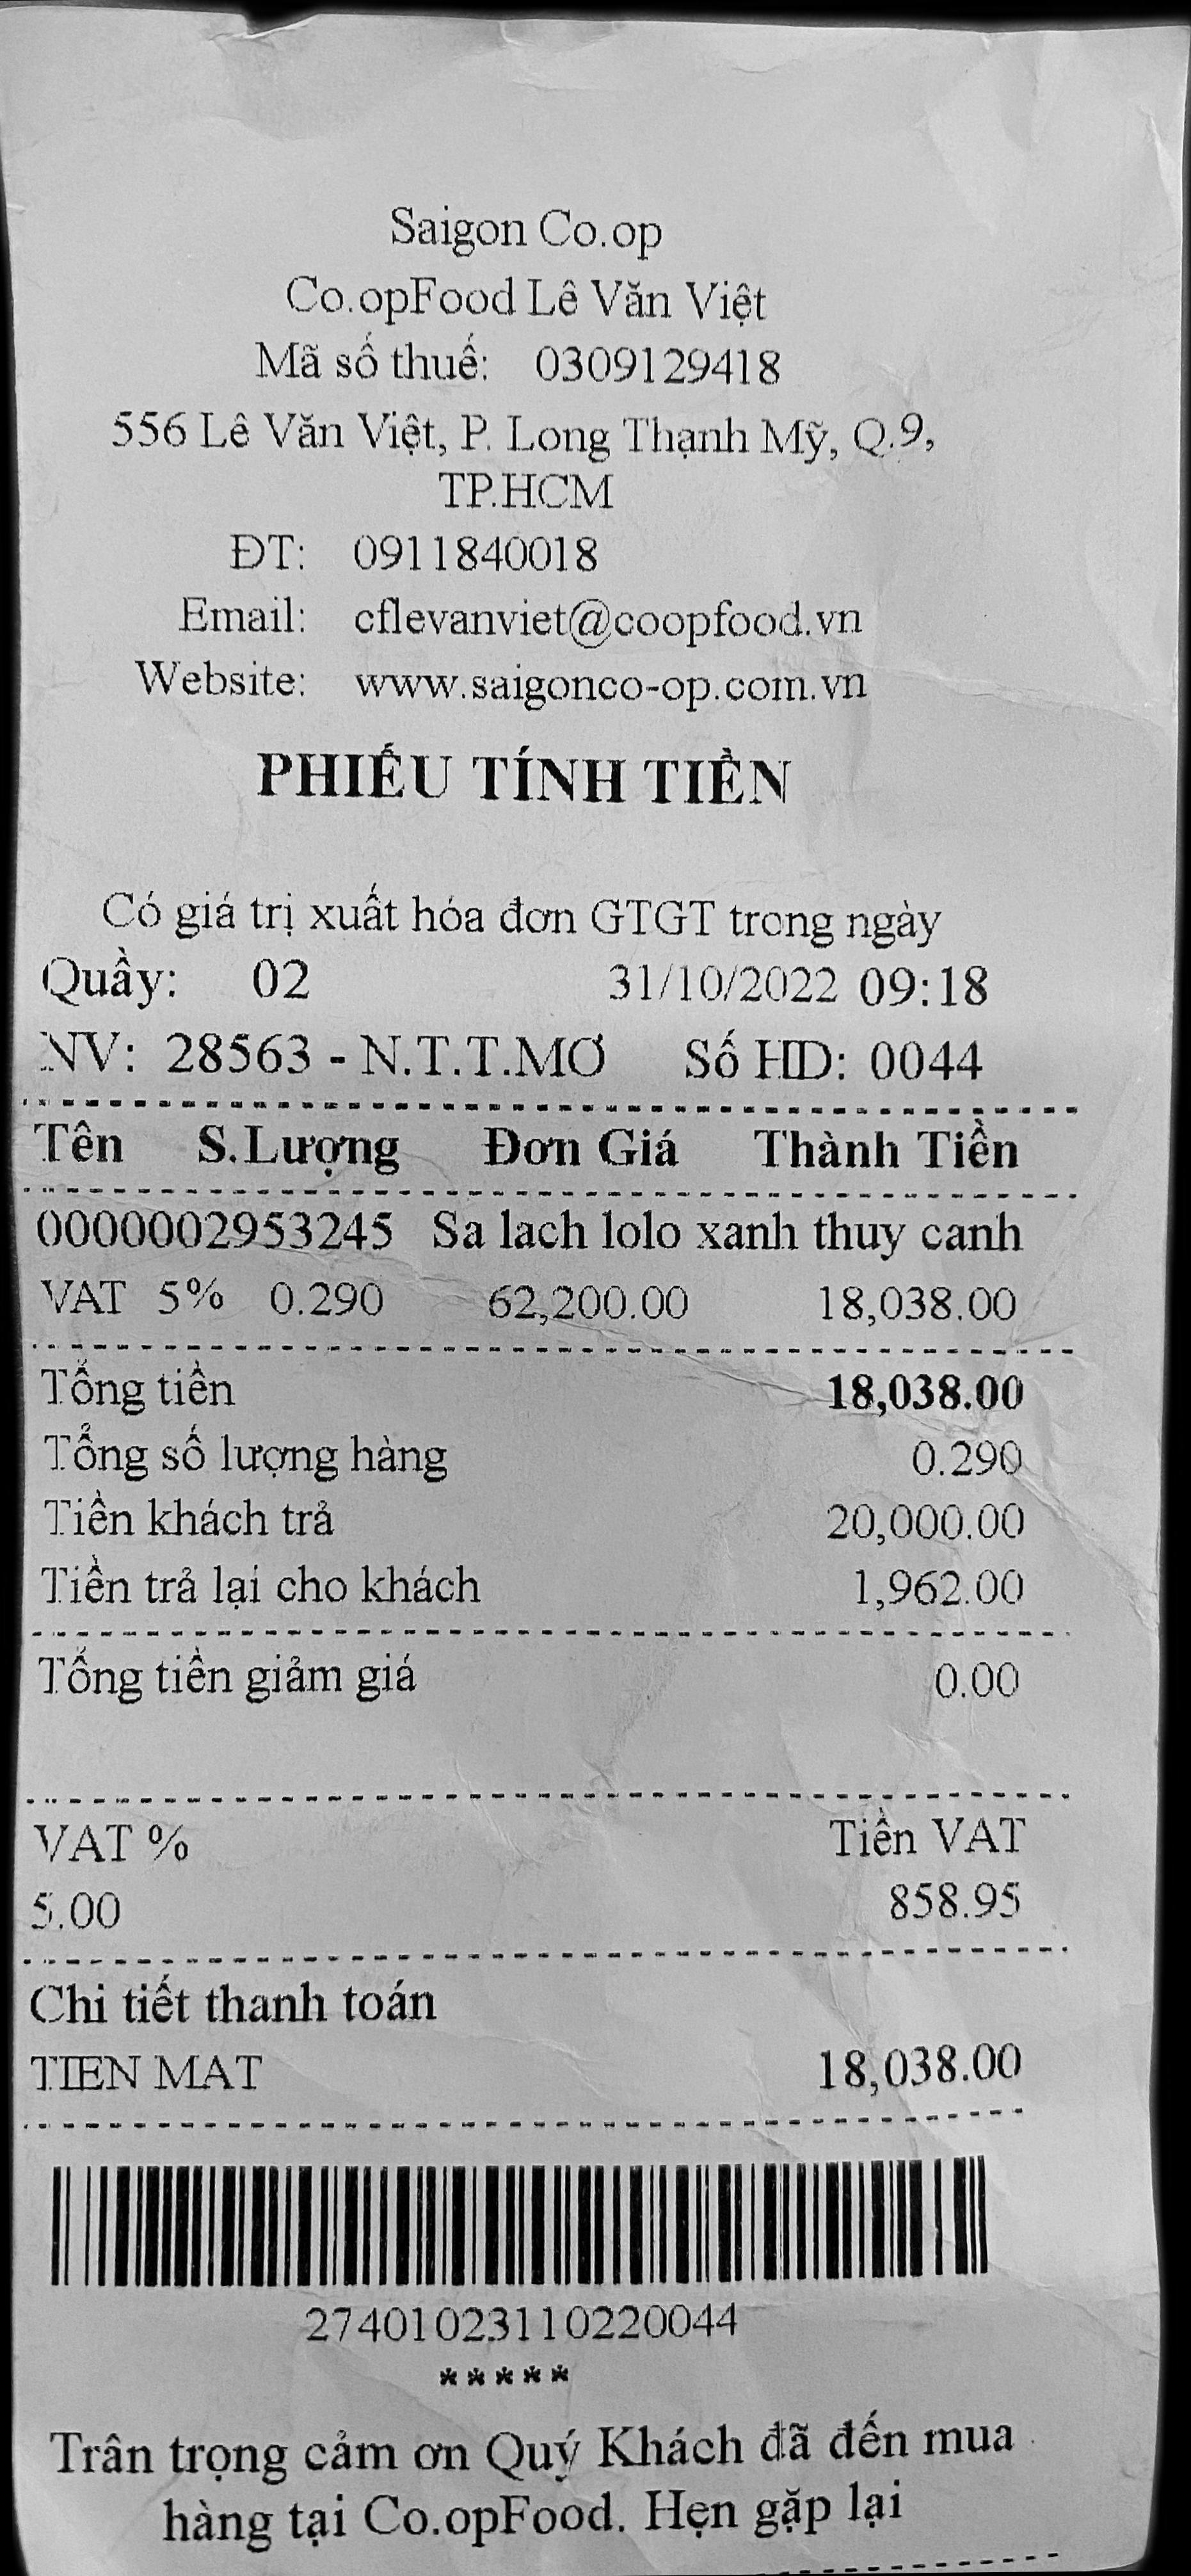 Saigon Co.op
Co.opFood Lê Văn Việt
Mã số thuế: 0309129418
556 Lê Văn Việt, P. Long Thạnh Mỹ, Q.9,
TP.HCM
ĐT: 0911840018
Email: cflevanviet@coopfood.vn
Website: www.saigonco-op.com.vn
PHIẾU TÍNH TIỀN
Có giá trị xuất hóa đơn GTGT trong ngày
Quầy: 02 31/10/2022 09:18
NV: 28563 - N.T.T.MƠ Số HD: 0044
Tên S.Lượng Đơn Giá Thành Tiền
0000002953245 Sa lach lolo xanh thuy canh
VAT 5% 0.290 62,200.00 18,038.00
Tổng tiền 18,038.00
Tổng số lượng hàng 0.290
Tiền khách trả 20,000.00
Tiền trả lại cho khách 1,962.00
Tổng tiền giảm giá 0.00
VAT % Tiền VAT
5.00 858.95
Chi tiết thanh toán
TIEN MAT 18,038.00
27401023110220044
*****
Trân trọng cảm ơn Quý Khách đã đến mua
hàng tại Co.opFood. Hẹn gặp lại